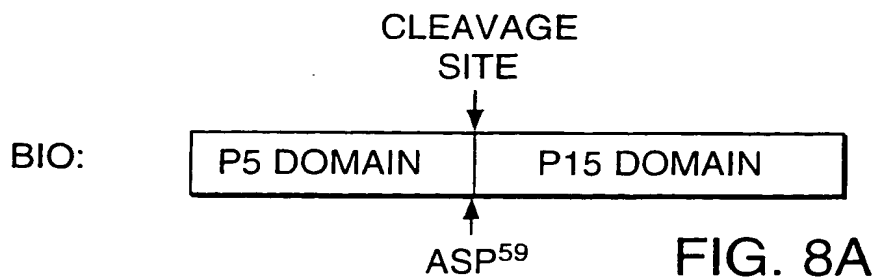 CLEAVAGE
SITE
BIO:
P5 DOMAIN
P15 DOMAIN
ASP59
FIG. 8A